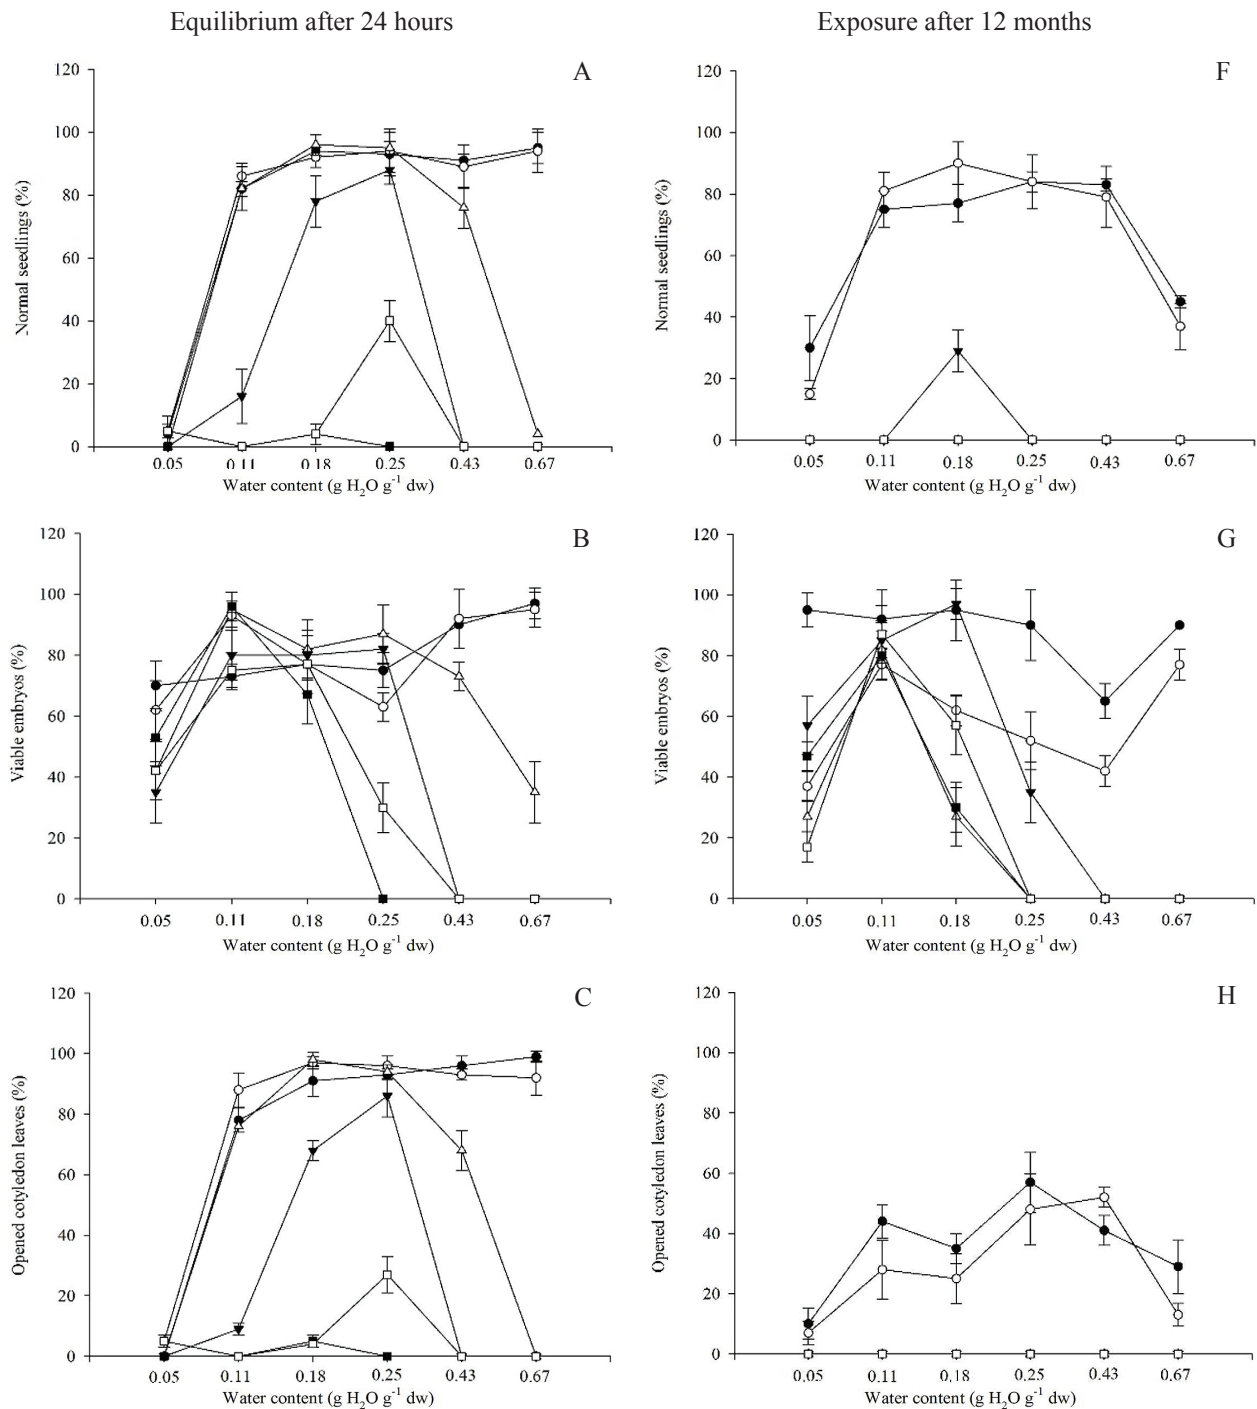 Equilibrium after 24 hours
Exposure after 12 months
A
120
100
80
60
40
20
0
Normal seedlings (%)
0.05 0.11 0.18 0.25 0.43 0.67
Water content (g H₂O g⁻¹ dw)
F
120
100
80
60
40
20
0
Normal seedlings (%)
0.05 0.11 0.18 0.25 0.43 0.67
Water content (g H₂O g⁻¹ dw)
B
120
100
80
60
40
20
0
Viable embryos (%)
0.05 0.11 0.18 0.25 0.43 0.67
Water content (g H₂O g⁻¹ dw)
G
120
100
80
60
40
20
0
Viable embryos (%)
0.05 0.11 0.18 0.25 0.43 0.67
Water content (g H₂O g⁻¹ dw)
C
120
100
80
60
40
20
0
Opened cotyledon leaves (%)
0.05 0.11 0.18 0.25 0.43 0.67
Water content (g H₂O g⁻¹ dw)
H
120
100
80
60
40
20
0
Opened cotyledon leaves (%)
0.05 0.11 0.18 0.25 0.43 0.67
Water content (g H₂O g⁻¹ dw)